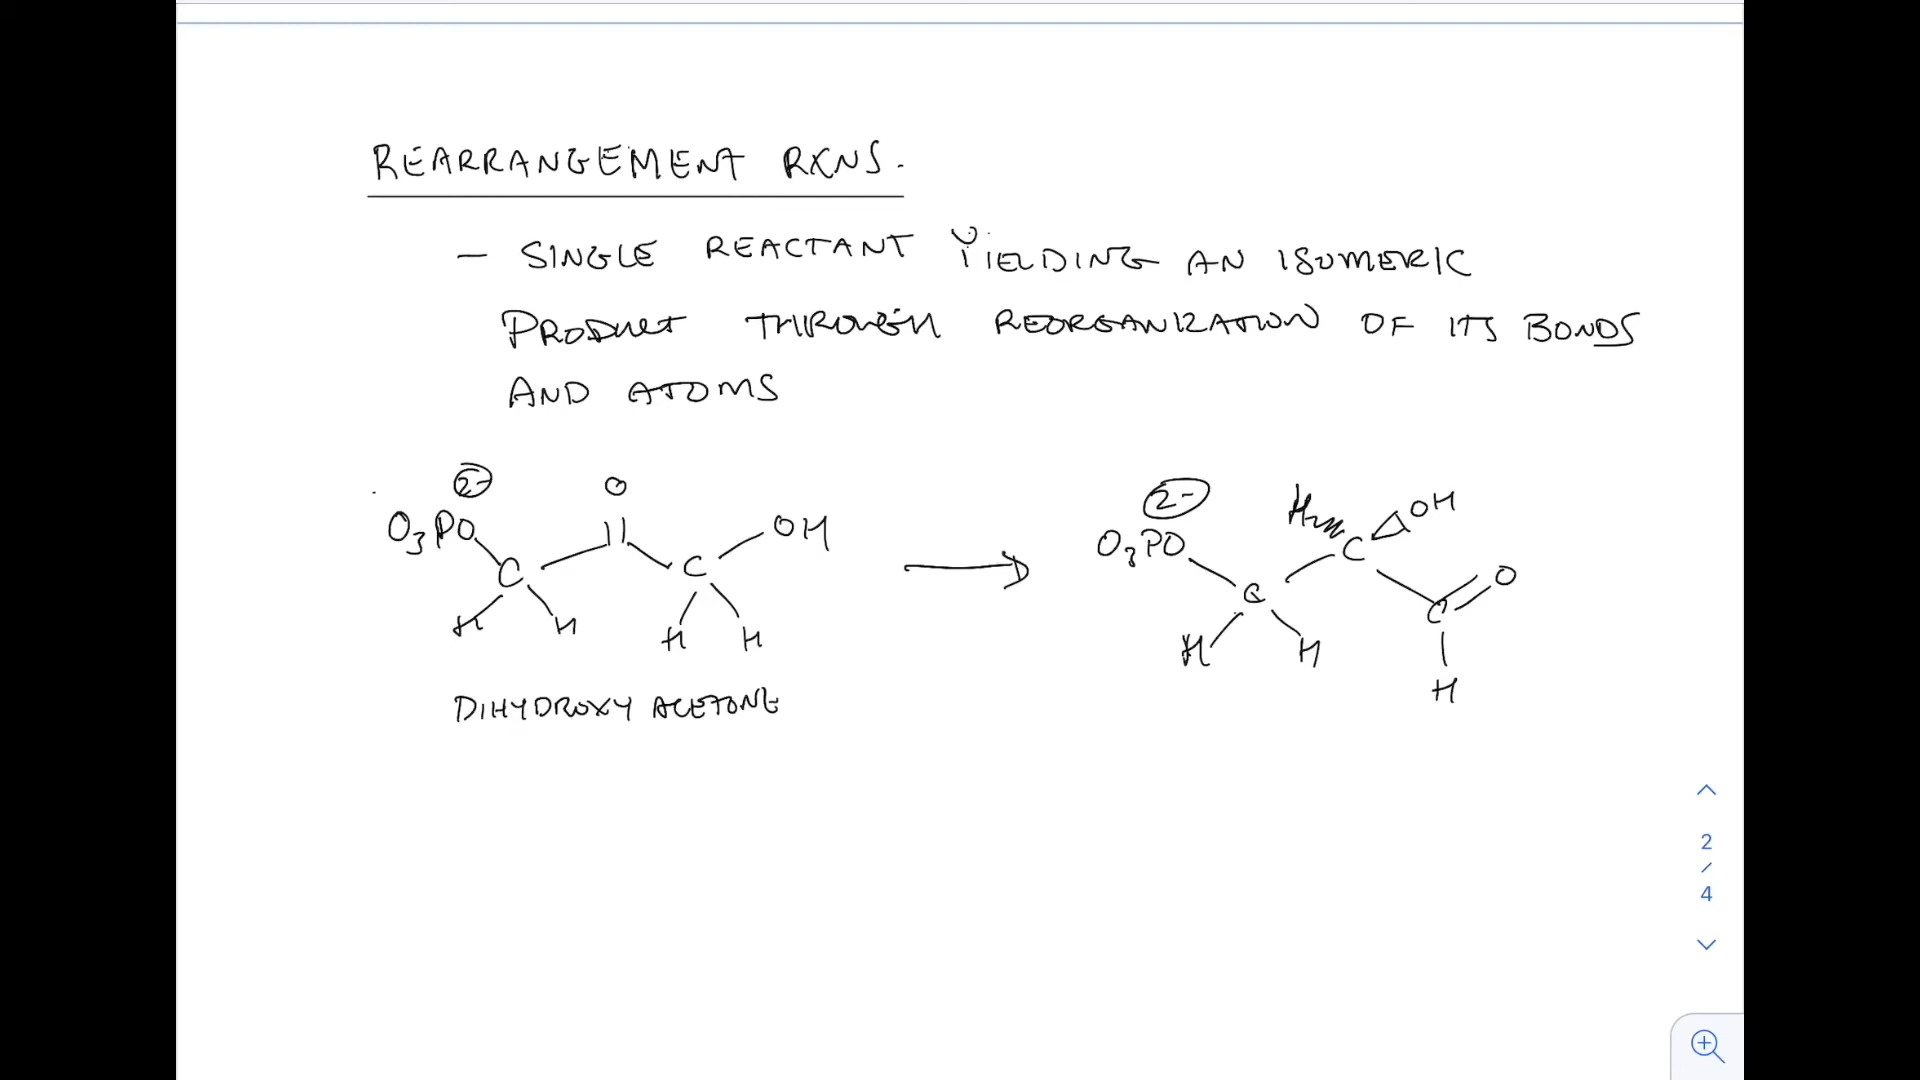 REARRANGEMENT RXNS.
- SINGLE REACTANT YIELDING AN ISOMERIC
PRODUCT THROUGH REORGANIZATION OF ITS BONDS
AND ATOMS
2- O 2- H OH
O3PO OH O3PO C O
C C C C
H H H H H H
H
DIHYDROXY ACETONE
2
/
4